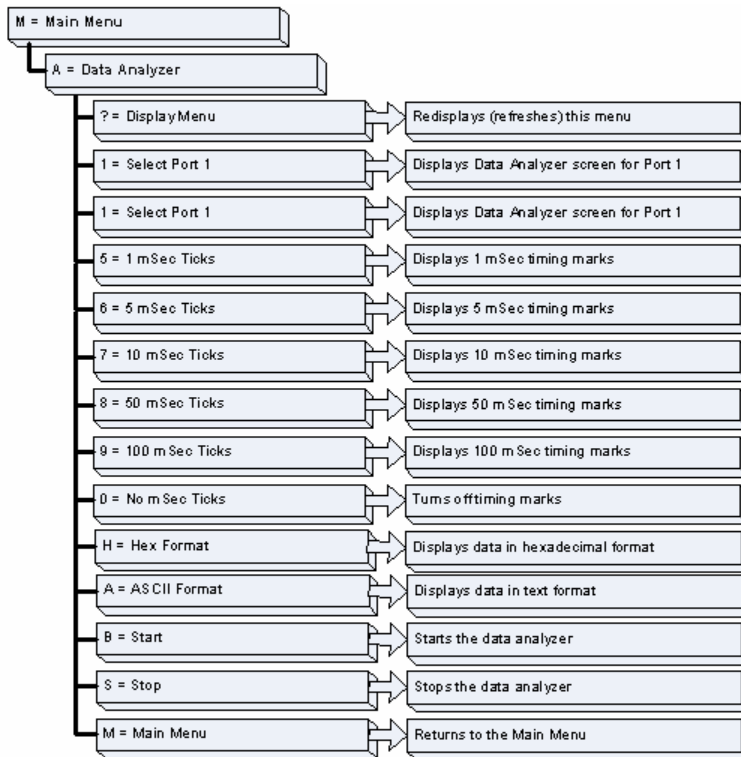 M = Main Menu
A = Data Analyzer
? = Display Menu
Redisplays (refreshes) this menu
1 = Select Port 1
Displays Data Analyzer screen for Port 1
1 = Select Port 1
Displays Data Analyzer screen for Port 1
5 = 1 mSec Ticks
Displays 1 mSec timing marks
6 = 5 mSec Ticks
Displays 5 mSec timing marks
7 = 10 mSec Ticks
Displays 10 mSec timing marks
8 = 50 mSec Ticks
Displays 50 mSec timing marks
9 = 100 mSec Ticks
Displays 100 mSec timing marks
0 = No mSec Ticks
Turns off timing marks
H = Hex Format
Displays data in hexadecimal format
A = ASCII Format
Displays data in text format
B = Start
Starts the data analyzer
S = Stop
Stops the data analyzer
M = Main Menu
Returns to the Main Menu